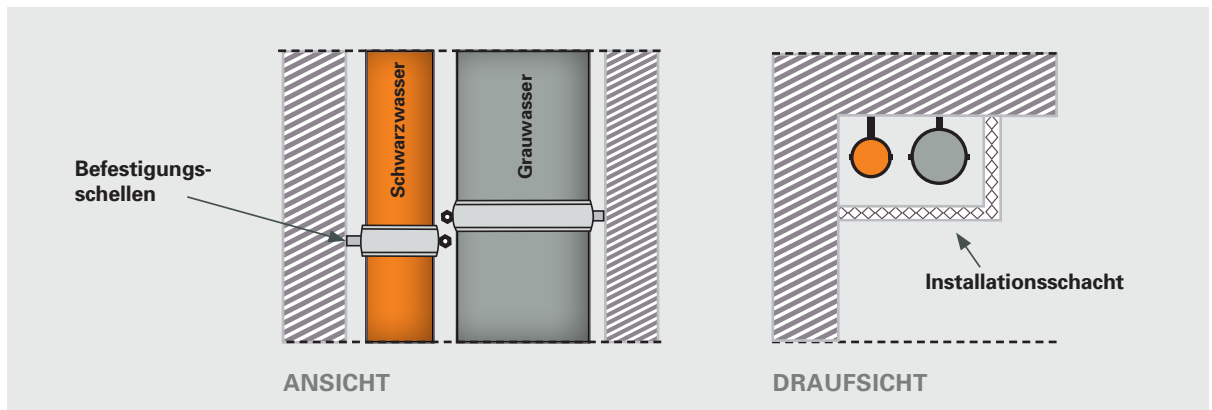 Befestigungs-
schellen
Schwarzwasser
Grauwasser
ANSICHT
Installationsschacht
DRAUFSICHT